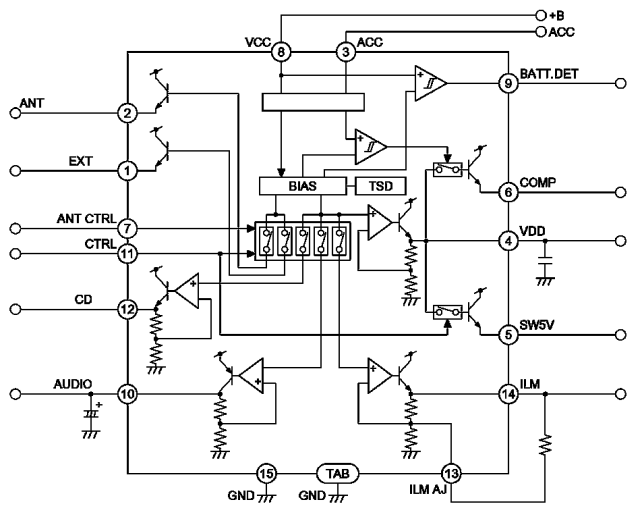 +B
ACC
VCC
ACC
8
3
BATT.DET
9
ANT
2
EXT
1
BIAS
TSD
COMP
6
ANT CTRL
7
VDD
4
CTRL
11
CD
12
SW5V
5
AUDIO
10
+
ILM
14
15
TAB
13
GND
GND
ILM AJ